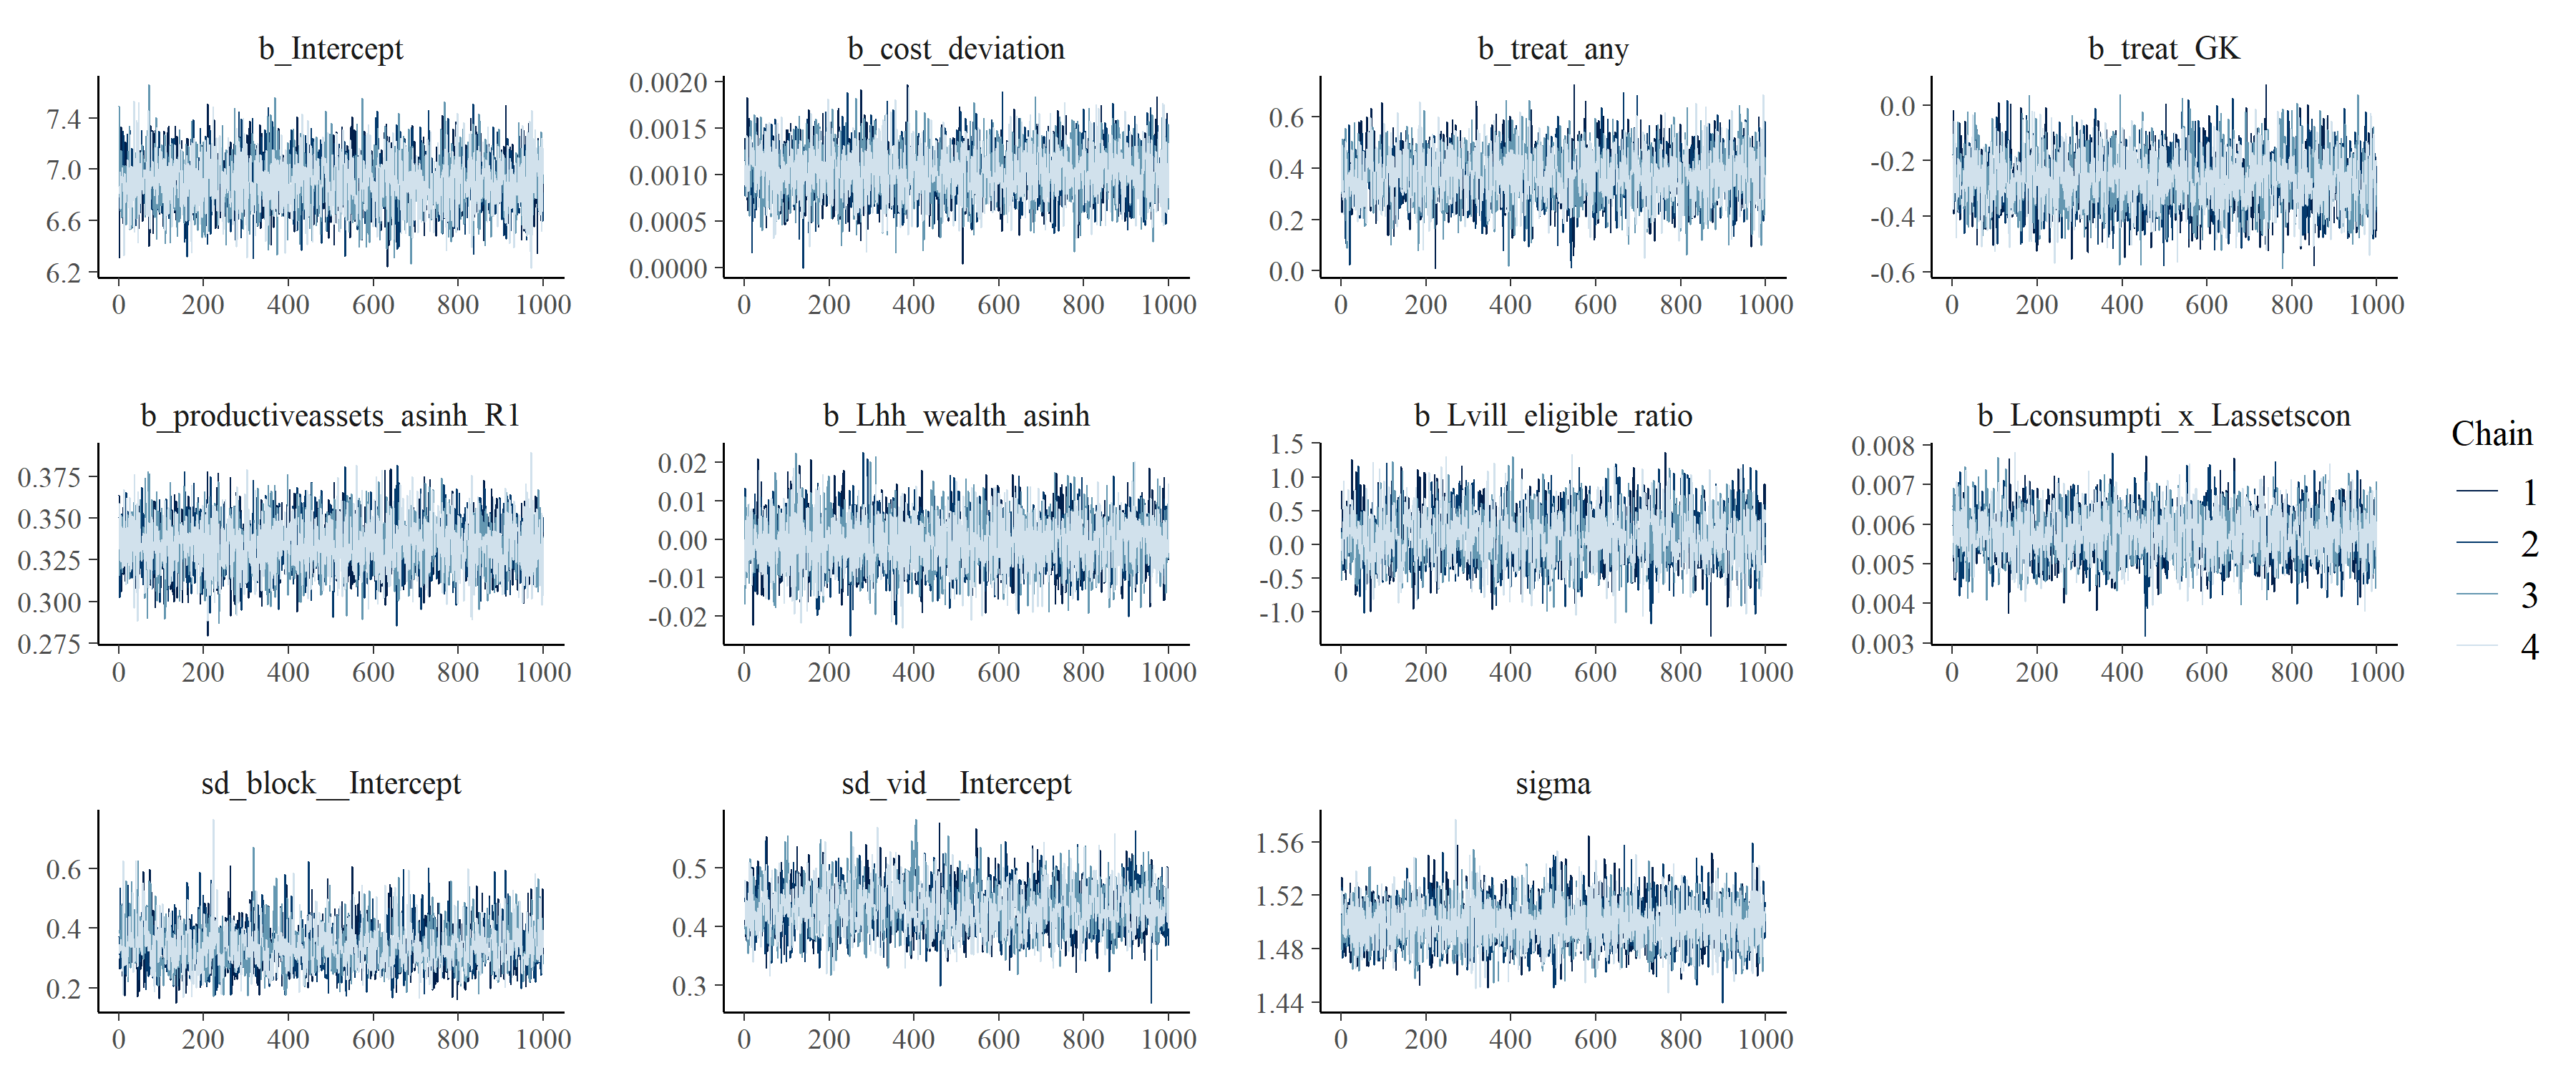 b_Intercept
7.4
7.0
6.6
6.2
0 200 400 600 800 1000
b_cost_deviation
0.0020
0.0015
0.0010
0.0005
0.0000
0 200 400 600 800 1000
b_treat_any
0.6
0.4
0.2
0.0
0 200 400 600 800 1000
b_treat_GK
0.0
-0.2
-0.4
-0.6
0 200 400 600 800 1000
b_productiveassets_asinh_R1
0.375
0.350
0.325
0.300
0.275
0 200 400 600 800 1000
b_Lhh_wealth_asinh
0.02
0.01
0.00
-0.01
-0.02
0 200 400 600 800 1000
b_Lvill_eligible_ratio
1.5
1.0
0.5
0.0
-0.5
-1.0
0 200 400 600 800 1000
b_Lconsumpti_x_Lassetscon
0.008
0.007
0.006
0.005
0.004
0.003
0 200 400 600 800 1000
Chain
1
2
3
4
sd_block__Intercept
0.6
0.4
0.2
0 200 400 600 800 1000
sd_vid__Intercept
0.5
0.4
0.3
0 200 400 600 800 1000
sigma
1.56
1.52
1.48
1.44
0 200 400 600 800 1000